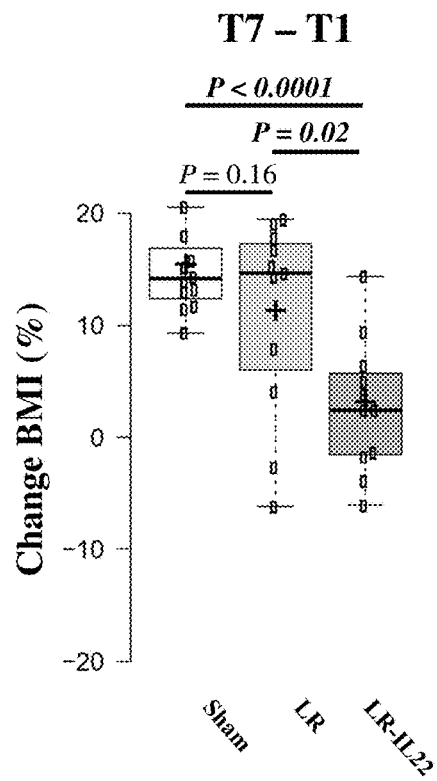 T7 – T1
P < 0.0001
P = 0.02
P = 0.16
Change BMI (%)
20
10
0
−10
−20
Sham
LR
LR-IL22